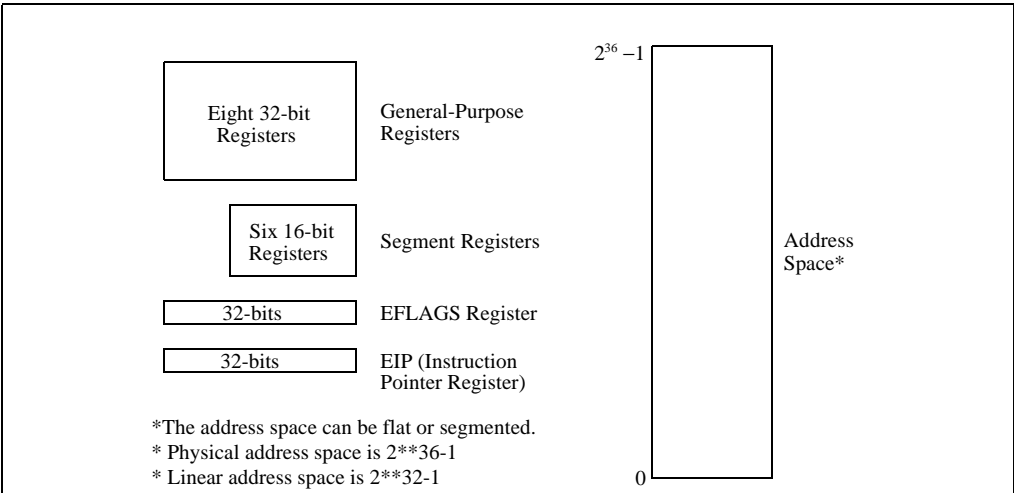 2³⁶ −1
Eight 32-bit
Registers
General-Purpose
Registers
Six 16-bit
Registers
Segment Registers
Address
Space*
32-bits
EFLAGS Register
32-bits
EIP (Instruction
Pointer Register)
*The address space can be flat or segmented.
* Physical address space is 2**36-1
* Linear address space is 2**32-1
0